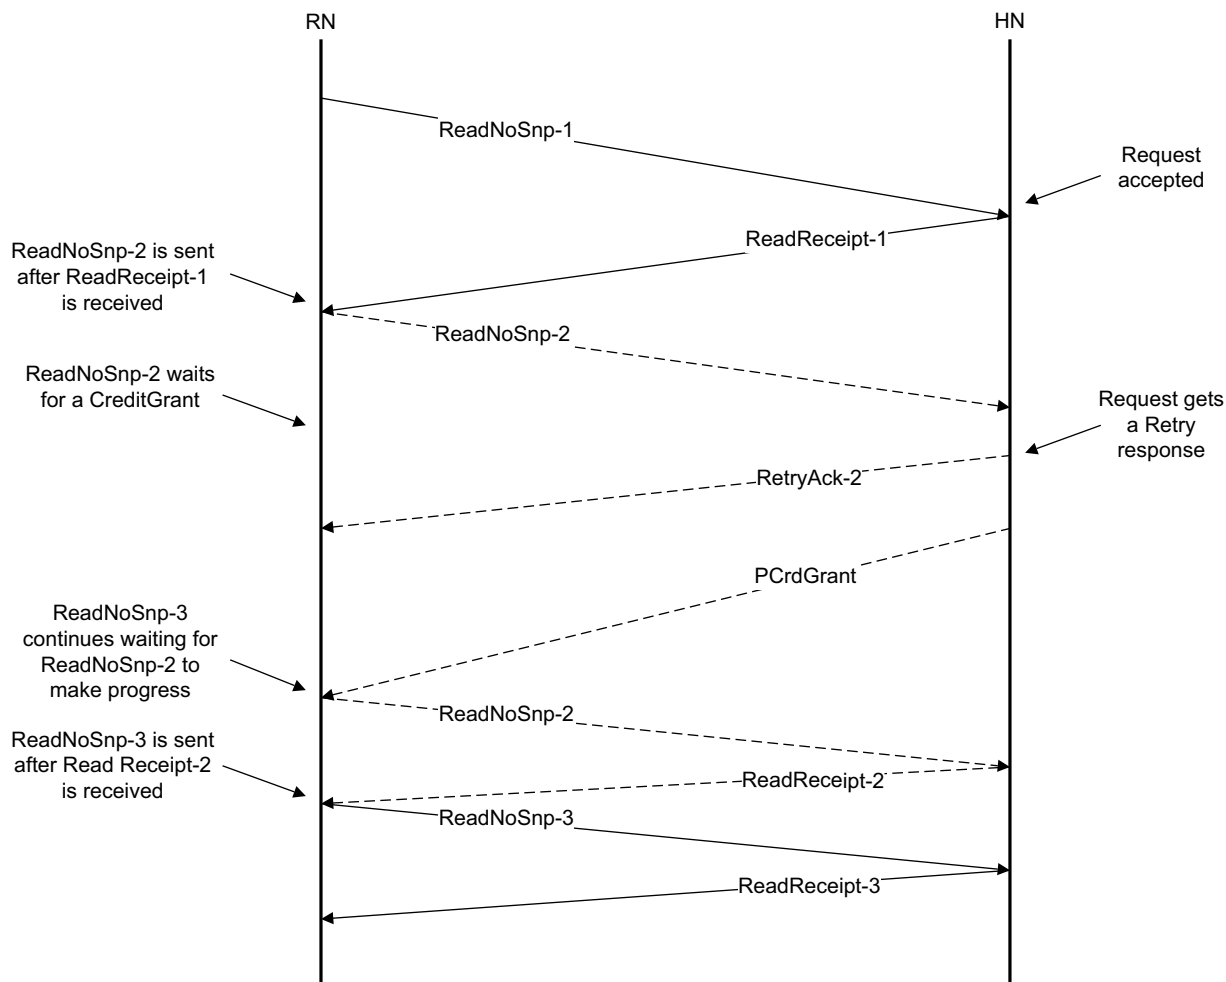 RN
HN
ReadNoSnp-1
Request
accepted
ReadReceipt-1
ReadNoSnp-2 is sent
after ReadReceipt-1
is received
ReadNoSnp-2
ReadNoSnp-2 waits
for a CreditGrant
Request gets
a Retry
response
RetryAck-2
PCrdGrant
ReadNoSnp-3
continues waiting for
ReadNoSnp-2 to
make progress
ReadNoSnp-2
ReadNoSnp-3 is sent
after Read Receipt-2
is received
ReadReceipt-2
ReadNoSnp-3
ReadReceipt-3